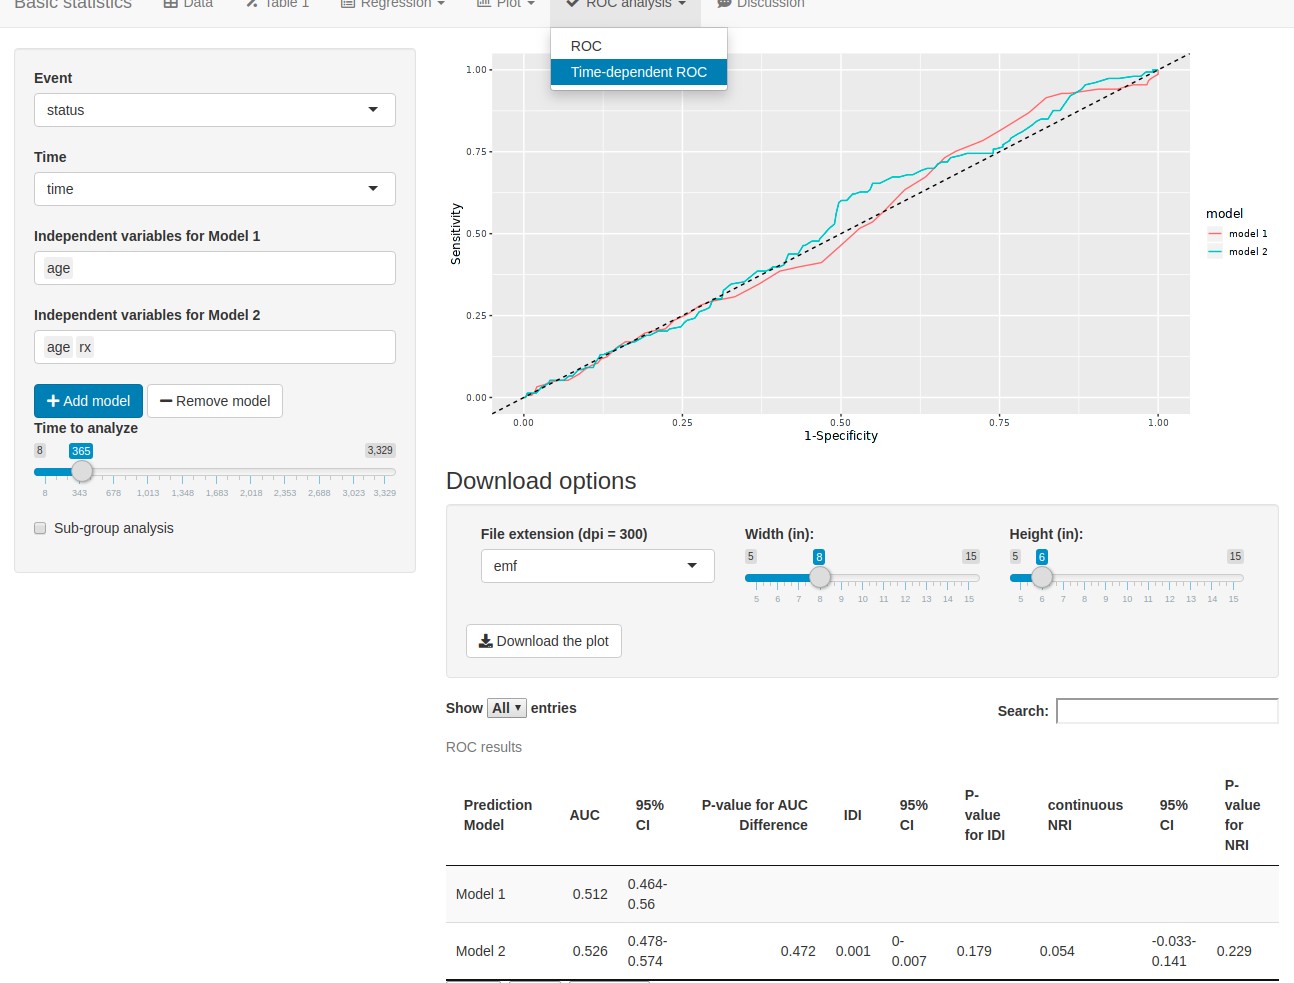 Basic statistics Data Table 1 Regression Plot ROC analysis Discussion
ROC
Time-dependent ROC
Event
status
Time
time
Independent variables for Model 1
age
Independent variables for Model 2
age rx
Add model Remove model
Time to analyze
8 365 3,329
8 343 678 1,013 1,348 1,683 2,018 2,353 2,688 3,023 3,329
Sub-group analysis
1.00
0.75
0.50
0.25
0.00
Sensitivity
0.00 0.25 0.50 0.75 1.00
1-Specificity
model
model 1
model 2
Download options
File extension (dpi = 300) Width (in): Height (in):
emf
5 8 15
5 6 7 8 9 10 11 12 13 14 15
5 6 15
5 6 7 8 9 10 11 12 13 14 15
Download the plot
Show All entries Search:
ROC results
Prediction Model AUC 95% CI P-value for AUC Difference IDI 95% CI P-value for IDI continuous NRI 95% CI P-value for NRI
Model 1 0.512 0.464-0.56
Model 2 0.526 0.478-0.574 0.472 0.001 0-0.007 0.179 0.054 -0.033-0.141 0.229